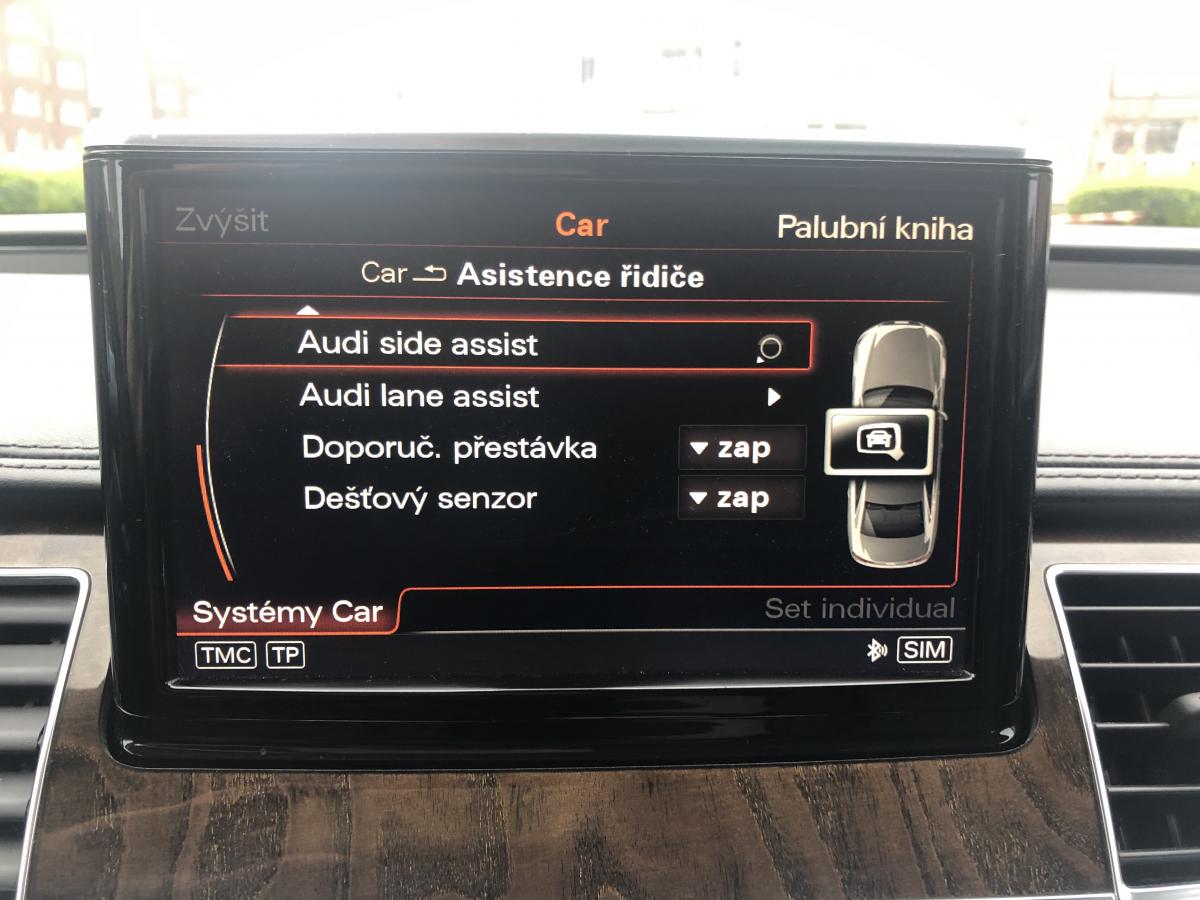 Zvýšit Car Palubní kniha
Car Asistence řidiče
Audi side assist
Audi lane assist
Doporuč. přestávka zap
Dešťový senzor zap
Systémy Car Set individual
TMC TP SIM